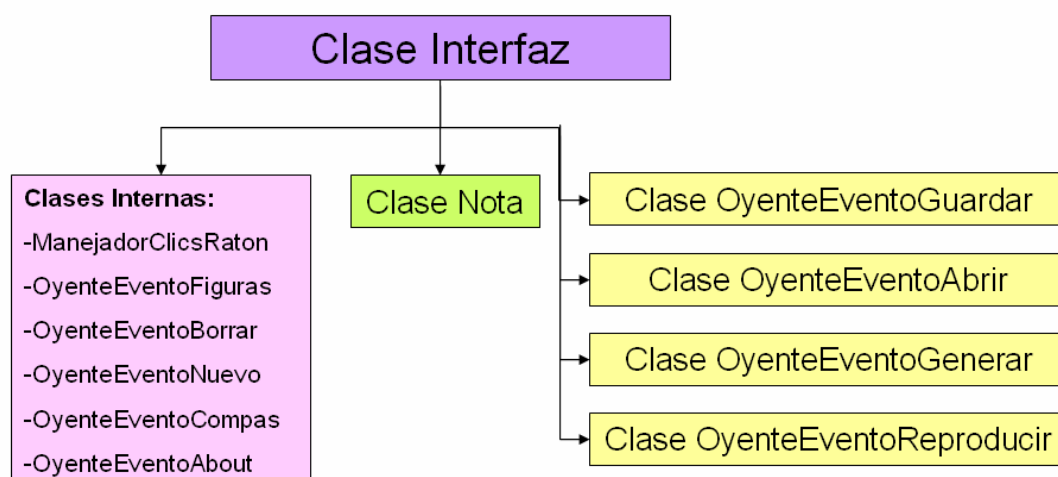 Clase Interfaz
Clases Internas:
-ManejadorClicsRaton
-OyenteEventoFiguras
-OyenteEventoBorrar
-OyenteEventoNuevo
-OyenteEventoCompas
-OyenteEventoAbout
Clase Nota
Clase OyenteEventoGuardar
Clase OyenteEventoAbrir
Clase OyenteEventoGenerar
Clase OyenteEventoReproducir